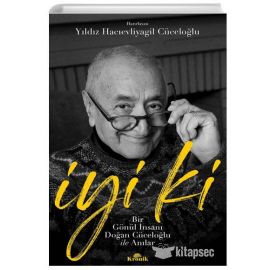 Hazırlayan
Yıldız Hacıevliyagil Cüceloğlu
iyi ki
Bir
Gönül İnsanı
Doğan Cüceloğlu
ile Anılar
Kronik
kitapsec